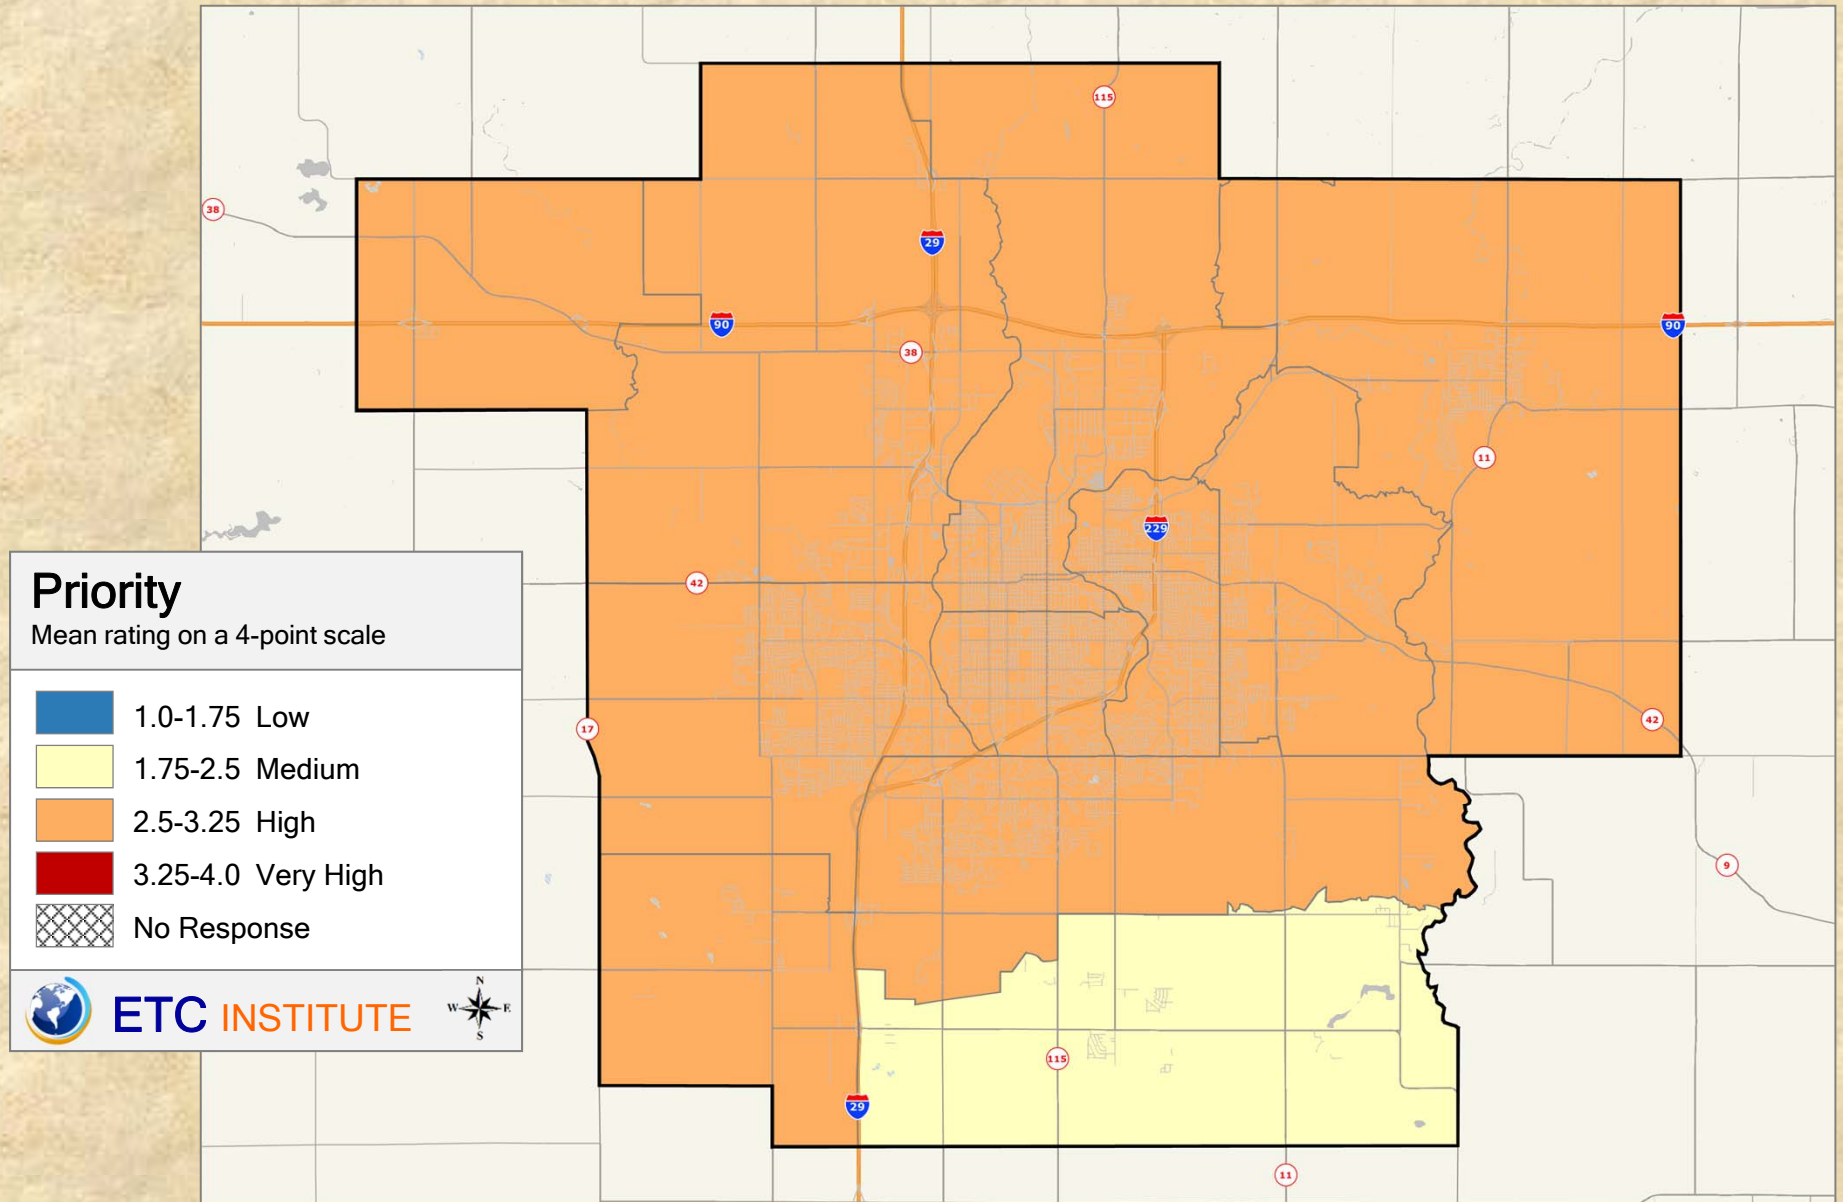 115
38
29
90
90
38
11
229
42
Priority
Mean rating on a 4-point scale
1.0-1.75 Low
1.75-2.5 Medium
2.5-3.25 High
3.25-4.0 Very High
No Response
ETC INSTITUTE
N
W E
S
17
42
9
115
29
11